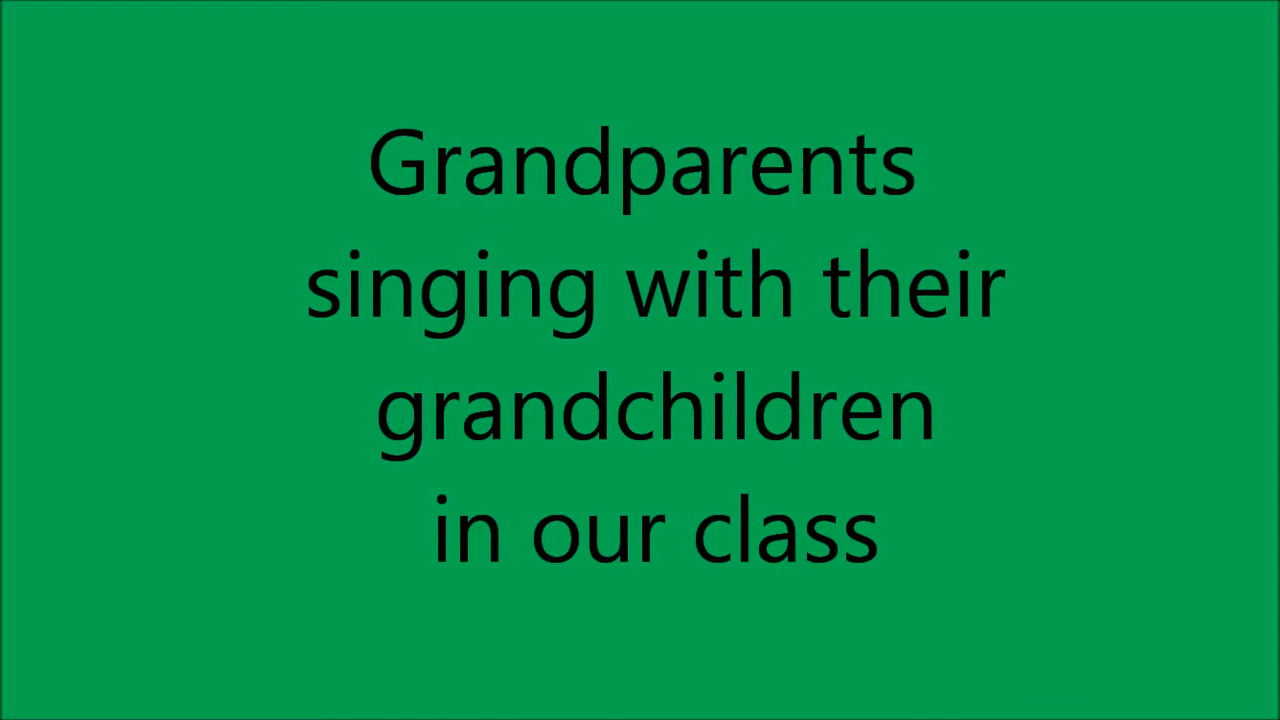 Grandparents
singing with their
grandchildren
in our class